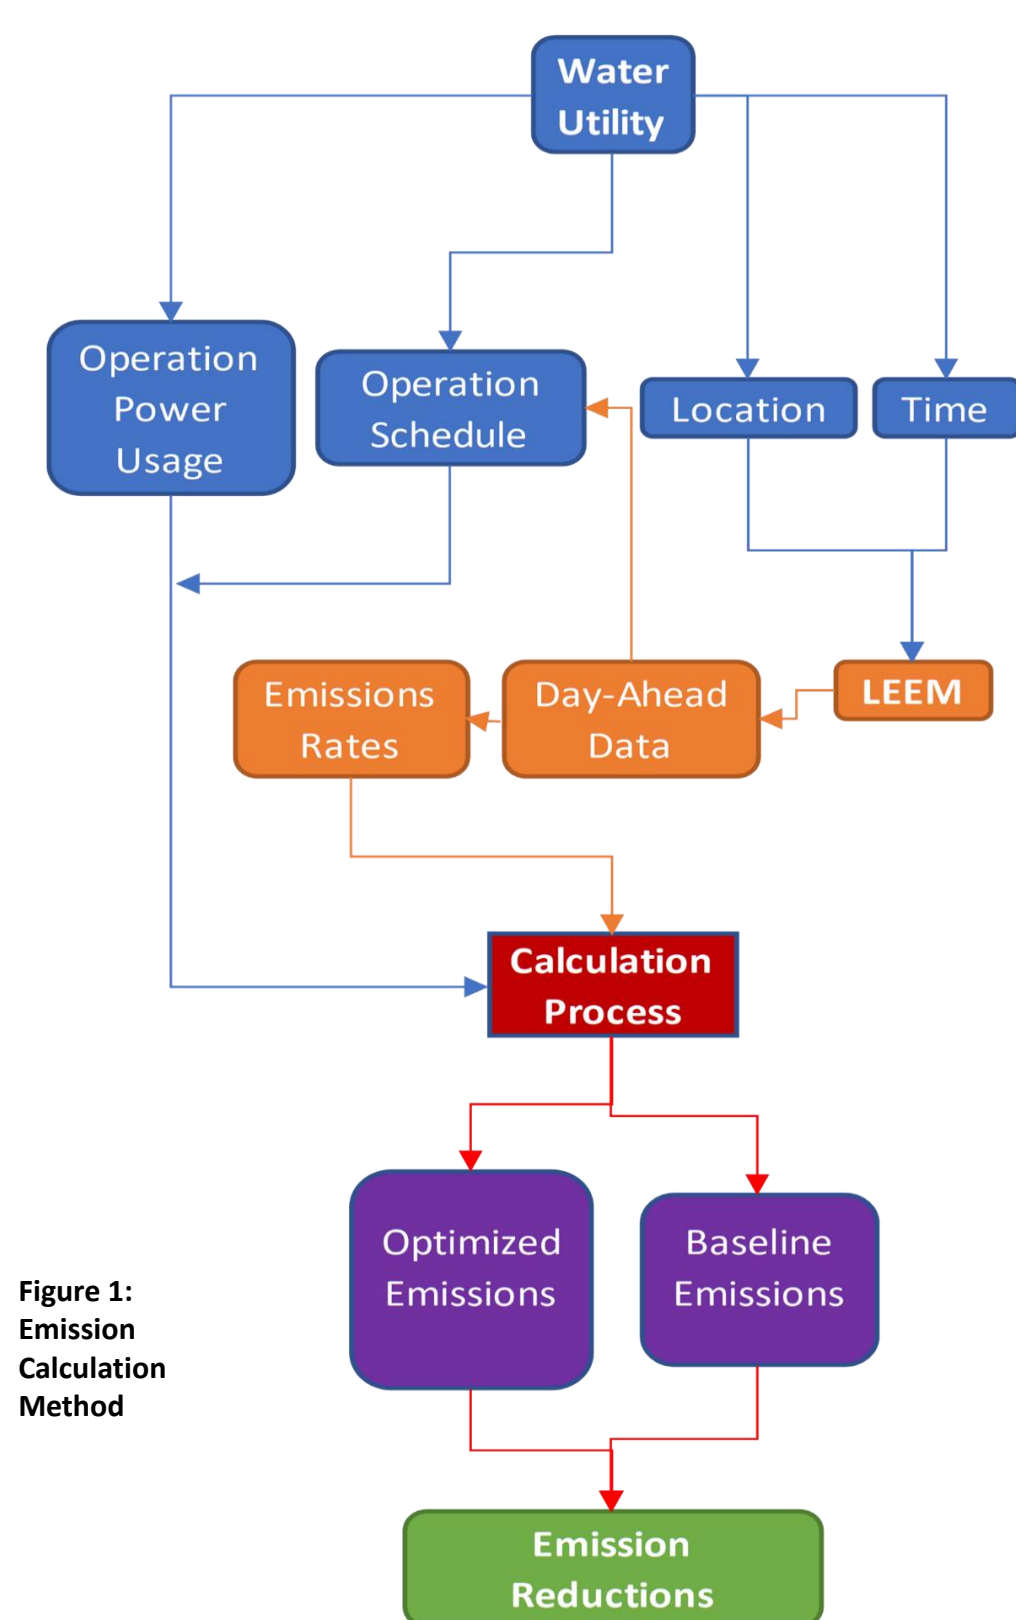 Water
Utility
Operation
Power
Usage
Operation
Schedule
Location
Time
Emissions
Rates
Day-Ahead
Data
LEEM
Calculation
Process
Optimized
Emissions
Baseline
Emissions
Figure 1:
Emission
Calculation
Method
Emission
Reductions